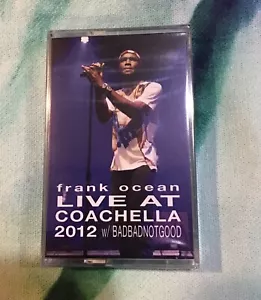 frank ocean
LIVE AT
COACHELLA
2012 w/ BADBADNOTGOOD